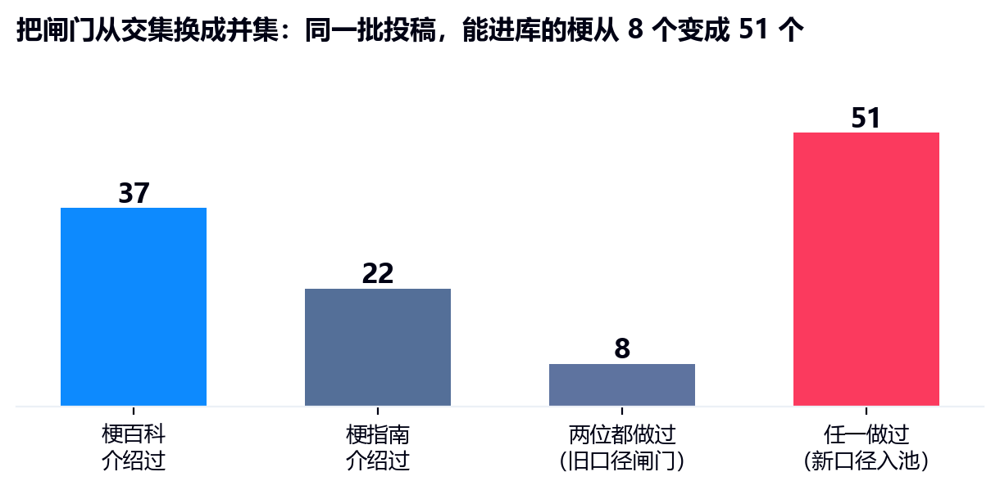 把闸门从交集换成并集：同一批投稿，能进库的梗从 8 个变成 51 个
37
22
8
51
梗百科
介绍过
梗指南
介绍过
两位都做过
（旧口径闸门）
任一做过
（新口径入池）